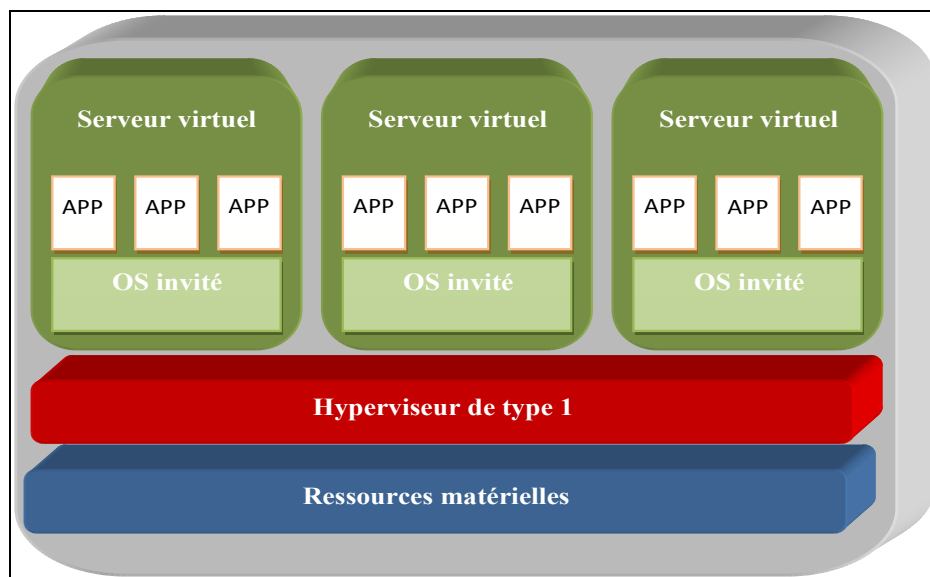 Serveur virtuel
Serveur virtuel
Serveur virtuel
APP
APP
APP
APP
APP
APP
APP
APP
APP
OS invité
OS invité
OS invité
Hyperviseur de type 1
Ressources matérielles